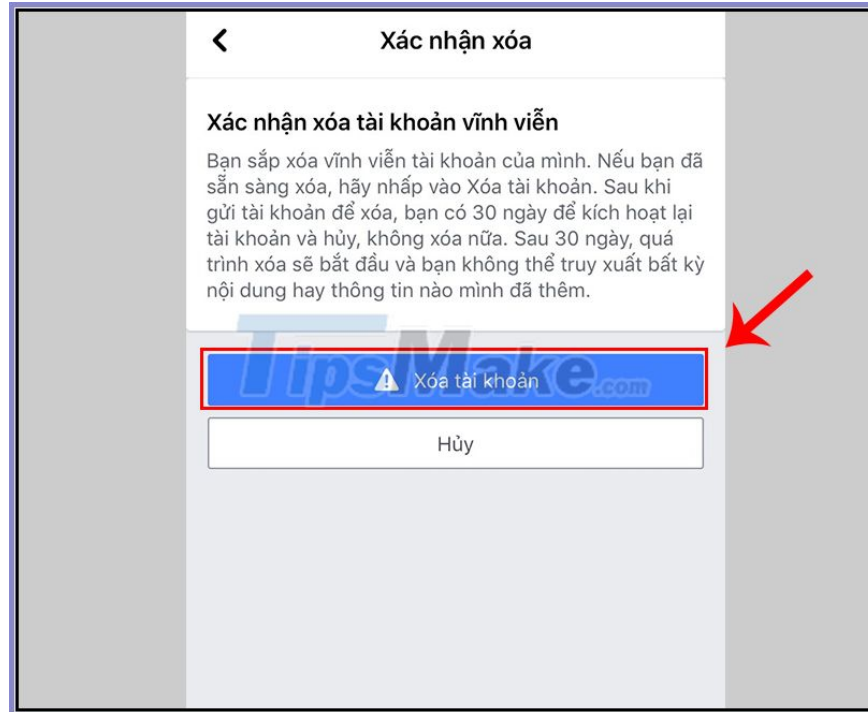 Xác nhận xóa
Xác nhận xóa tài khoản vĩnh viễn
Bạn sắp xóa vĩnh viễn tài khoản của mình. Nếu bạn đã
sẵn sàng xóa, hãy nhấp vào Xóa tài khoản. Sau khi
gửi tài khoản để xóa, bạn có 30 ngày để kích hoạt lại
tài khoản và hủy, không xóa nữa. Sau 30 ngày, quá
trình xóa sẽ bắt đầu và bạn không thể truy xuất bất kỳ
nội dung hay thông tin nào mình đã thêm.
TipsMake.com
Xóa tài khoản
Hủy